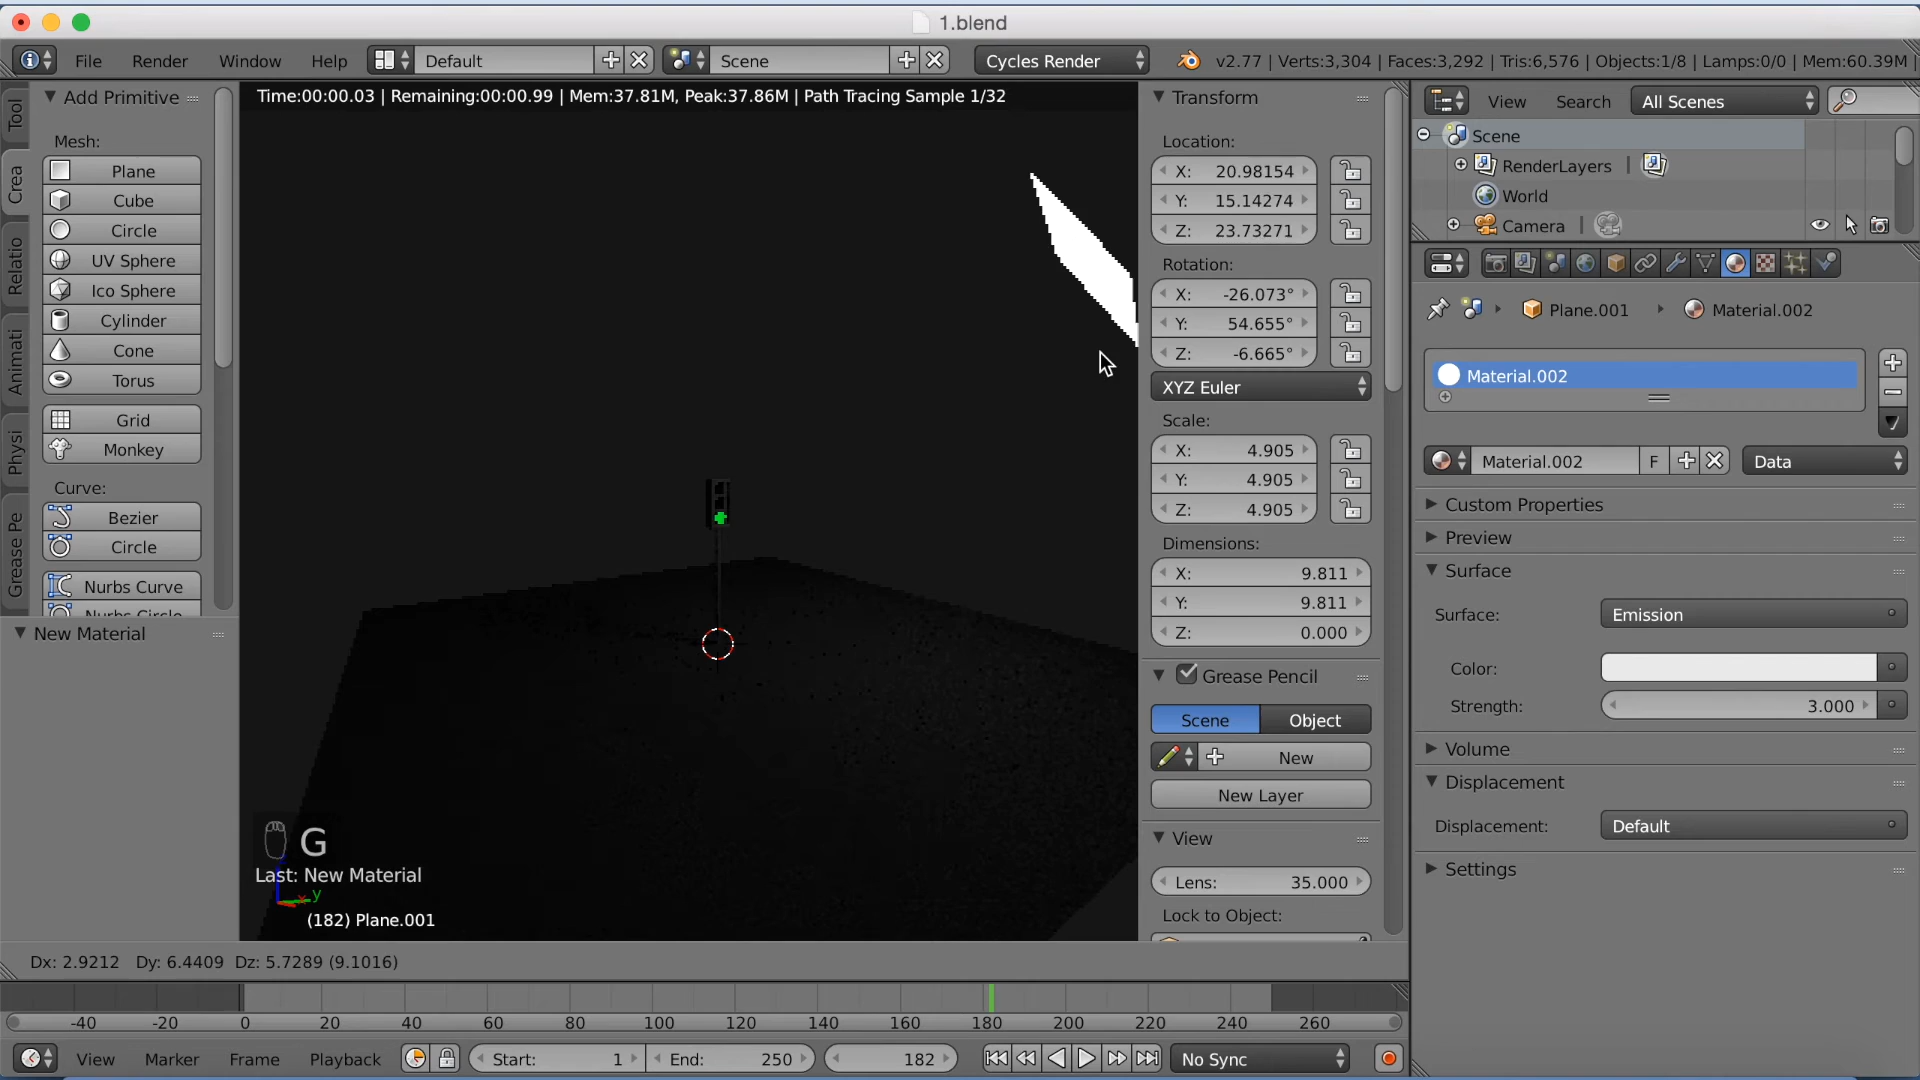 1.blend
File Render Window Help Default Scene Cycles Render v2.77 | Verts:3,304 | Faces:3,292 | Tris:6,576 | Objects:1/8 | Lamps:0/0 | Mem:60.39M |
Time:00:00.03 | Remaining:00:00.99 | Mem:37.81M, Peak:37.86M | Path Tracing Sample 1/32
Tool
Crea
Relatio
Animati
Physi
Grease Pe
Add Primitive
Mesh:
Plane
Cube
Circle
UV Sphere
Ico Sphere
Cylinder
Cone
Torus
Grid
Monkey
Curve:
Bezier
Circle
Nurbs Curve
Nurbs Circle
New Material
G
Last: New Material
y
(182) Plane.001
Transform
Location:
X: 20.98154
Y: 15.14274
Z: 23.73271
Rotation:
X: -26.073°
Y: 54.655°
Z: -6.665°
XYZ Euler
Scale:
X: 4.905
Y: 4.905
Z: 4.905
Dimensions:
X: 9.811
Y: 9.811
Z: 0.000
Grease Pencil
Scene Object
New
New Layer
View
Lens: 35.000
Lock to Object:
View Search All Scenes
Scene
RenderLayers |
World
Camera |
Plane.001 Material.002
Material.002
Material.002 F Data
Custom Properties
Preview
Surface
Surface: Emission
Color:
Strength: 3.000
Volume
Displacement
Displacement: Default
Settings
Dx: 2.9212 Dy: 6.4409 Dz: 5.7289 (9.1016)
-40 -20 0 20 40 60 80 100 120 140 160 180 200 220 240 260
View Marker Frame Playback Start: 1 End: 250 182 No Sync